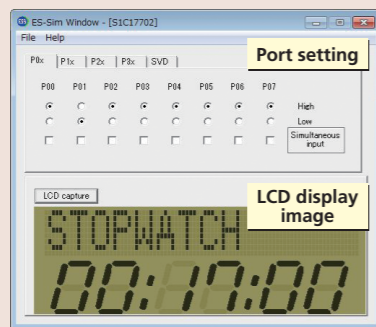 ES-Sim Window - [S1C17702]
File Help
Port setting
P0x P1x P2x P3x SVD
P00 P01 P02 P03 P04 P05 P06 P07
High
Low
Simultaneous
input
LCD capture
LCD display
image
STOPWATCH
00:17:00